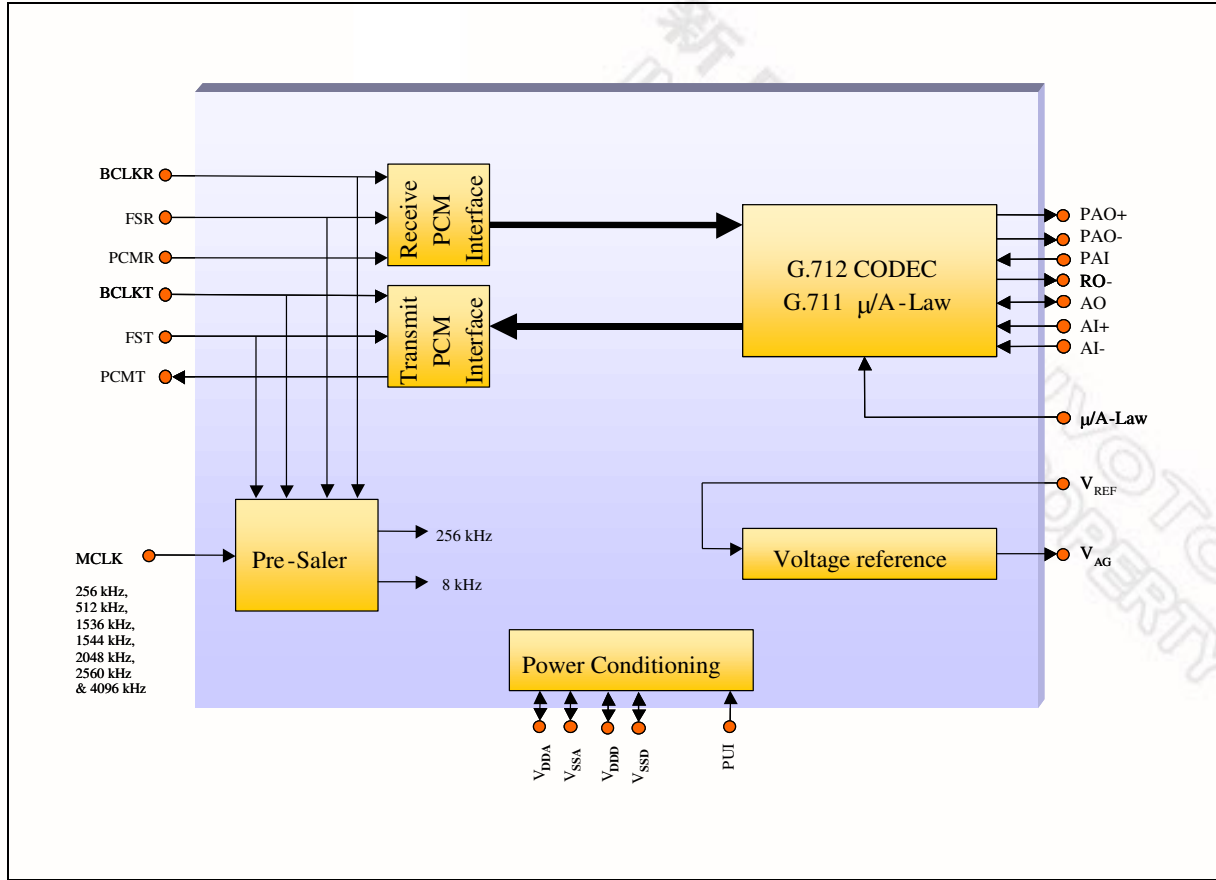 新
BCLKR
FSR
PCMR
BCLKT
FST
PCMT
Receive
PCM
Interface
Transmit
PCM
Interface
G.712 CODEC
G.711 μ/A-Law
PAO+
PAO-
PAI
RO-
AO
AI+
AI-
μ/A-Law
VREF
Voltage reference
VAG
MCLK
256 kHz,
512 kHz,
1536 kHz,
1544 kHz,
2048 kHz,
2560 kHz
& 4096 kHz
Pre-Saler
256 kHz
8 kHz
Power Conditioning
VDDA
VSSA
VDDD
VSSD
PUI